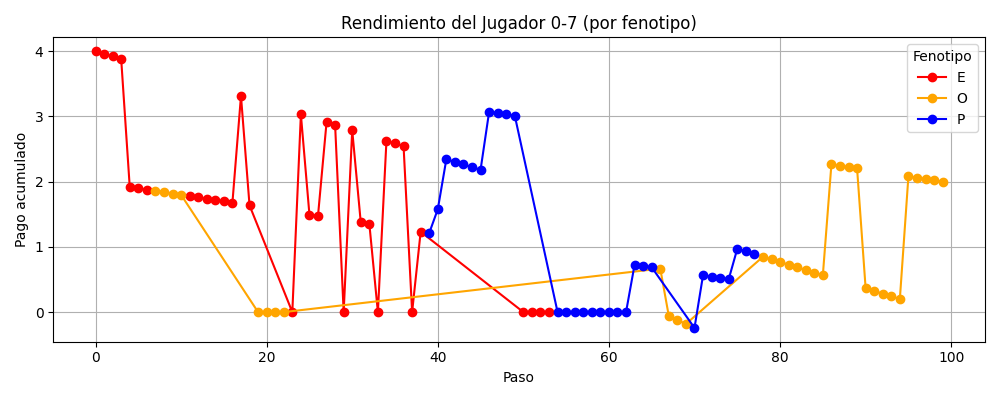 Rendimiento del Jugador 0-7 (por fenotipo)
Pago acumulado
4
3
2
1
0
0
20
40
60
80
100
Paso
Fenotipo
E
O
P